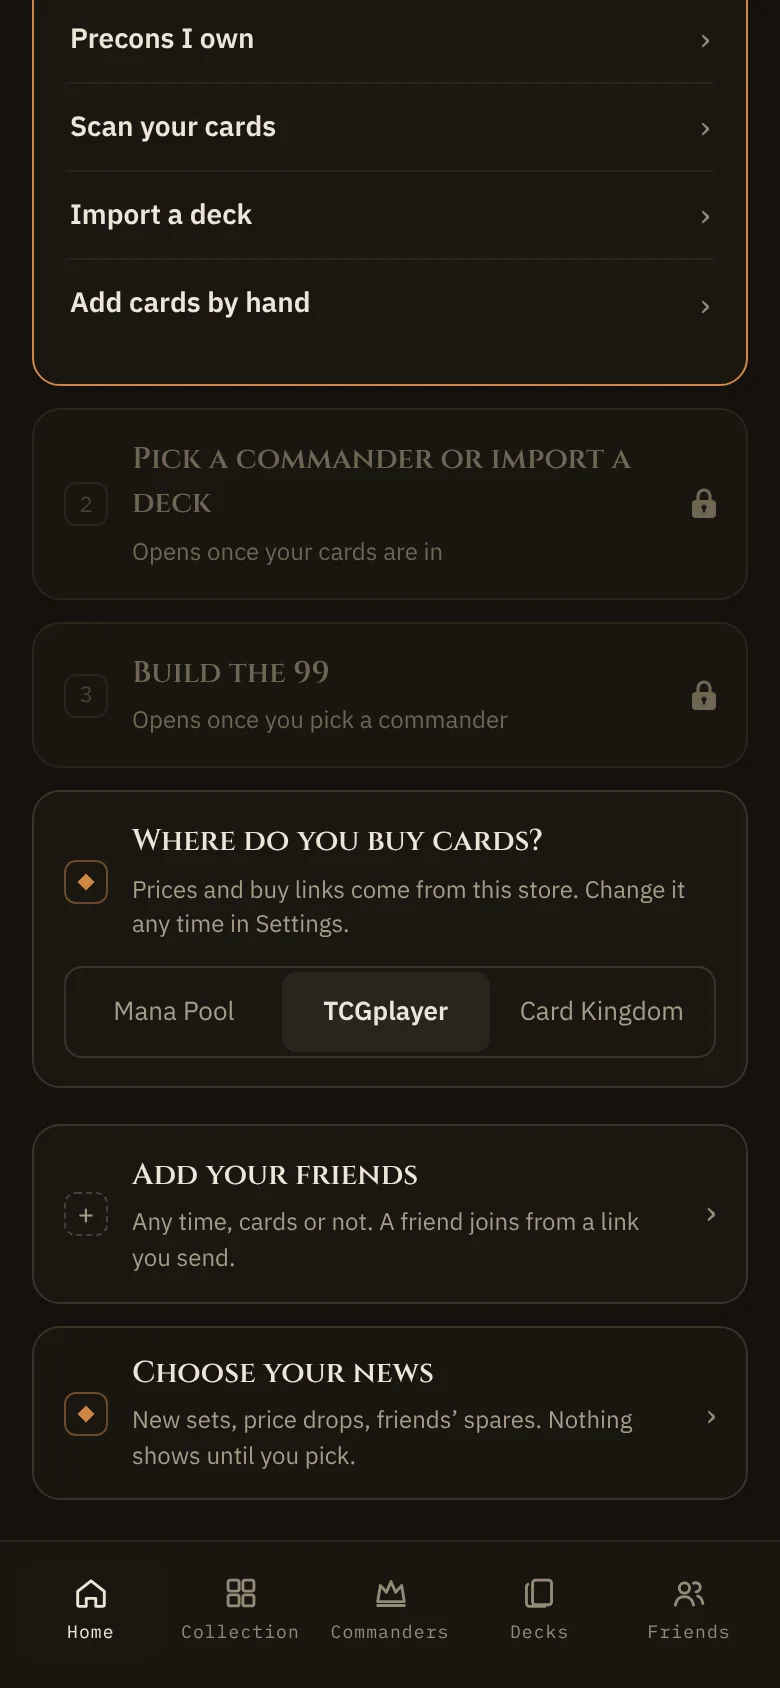 Precons I own
Scan your cards
Import a deck
Add cards by hand
2
Pick a commander or import a
deck
Opens once your cards are in
3
Build the 99
Opens once you pick a commander
Where do you buy cards?
Prices and buy links come from this store. Change it
any time in Settings.
Mana Pool
TCGplayer
Card Kingdom
Add your friends
Any time, cards or not. A friend joins from a link
you send.
Choose your news
New sets, price drops, friends’ spares. Nothing
shows until you pick.
Home
Collection
Commanders
Decks
Friends